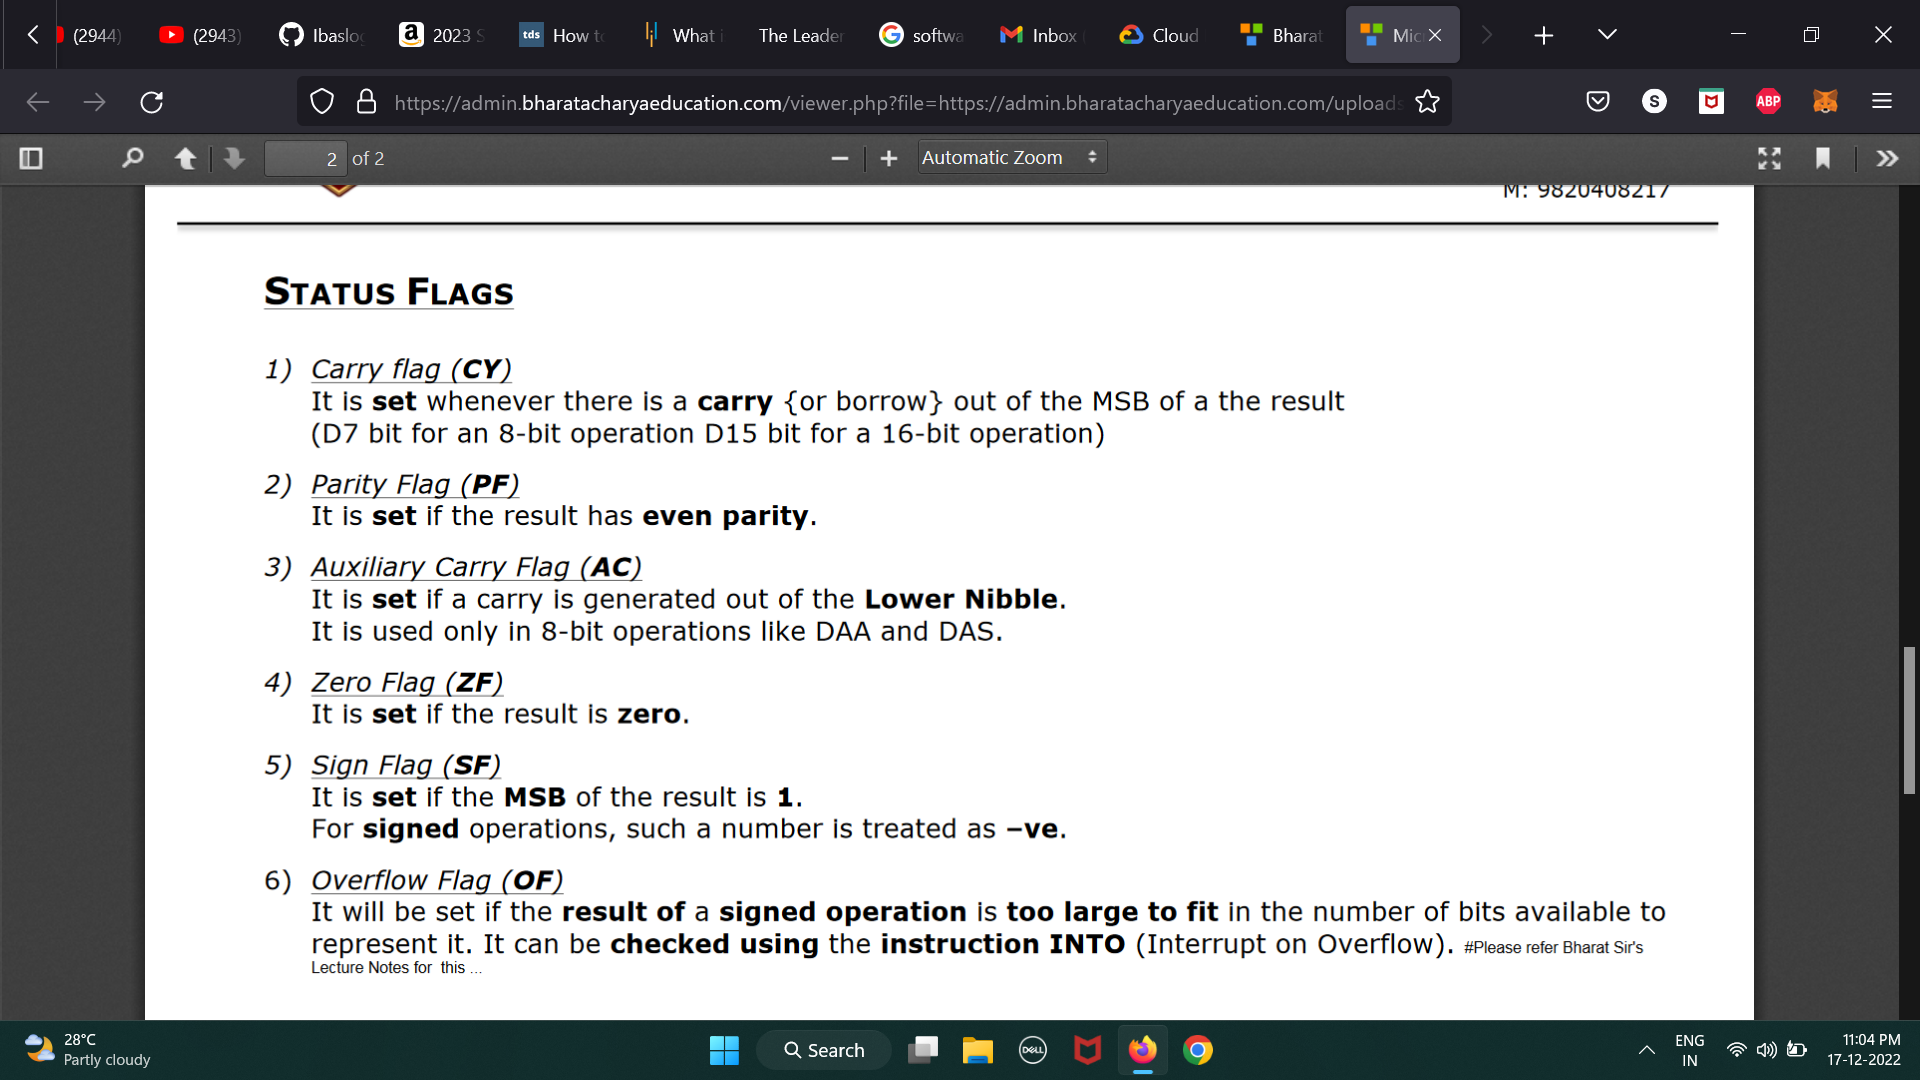 (2944)
(2943)
Ibaslo
2023 S
tds How to
What i
The Leader
softwa
Inbox
Cloud
Bharat
Mic
https://admin.bharatacharyaeducation.com/viewer.php?file=https://admin.bharatacharyaeducation.com/uploads
S
ABP
2 of 2
Automatic Zoom
M: 9820408217
STATUS FLAGS
1) Carry flag (CY)
It is set whenever there is a carry {or borrow} out of the MSB of a the result
(D7 bit for an 8-bit operation D15 bit for a 16-bit operation)
2) Parity Flag (PF)
It is set if the result has even parity.
3) Auxiliary Carry Flag (AC)
It is set if a carry is generated out of the Lower Nibble.
It is used only in 8-bit operations like DAA and DAS.
4) Zero Flag (ZF)
It is set if the result is zero.
5) Sign Flag (SF)
It is set if the MSB of the result is 1.
For signed operations, such a number is treated as –ve.
6) Overflow Flag (OF)
It will be set if the result of a signed operation is too large to fit in the number of bits available to
represent it. It can be checked using the instruction INTO (Interrupt on Overflow). #Please refer Bharat Sir's
Lecture Notes for this ...
28°C
Partly cloudy
Search
DELL
ENG
IN
11:04 PM
17-12-2022